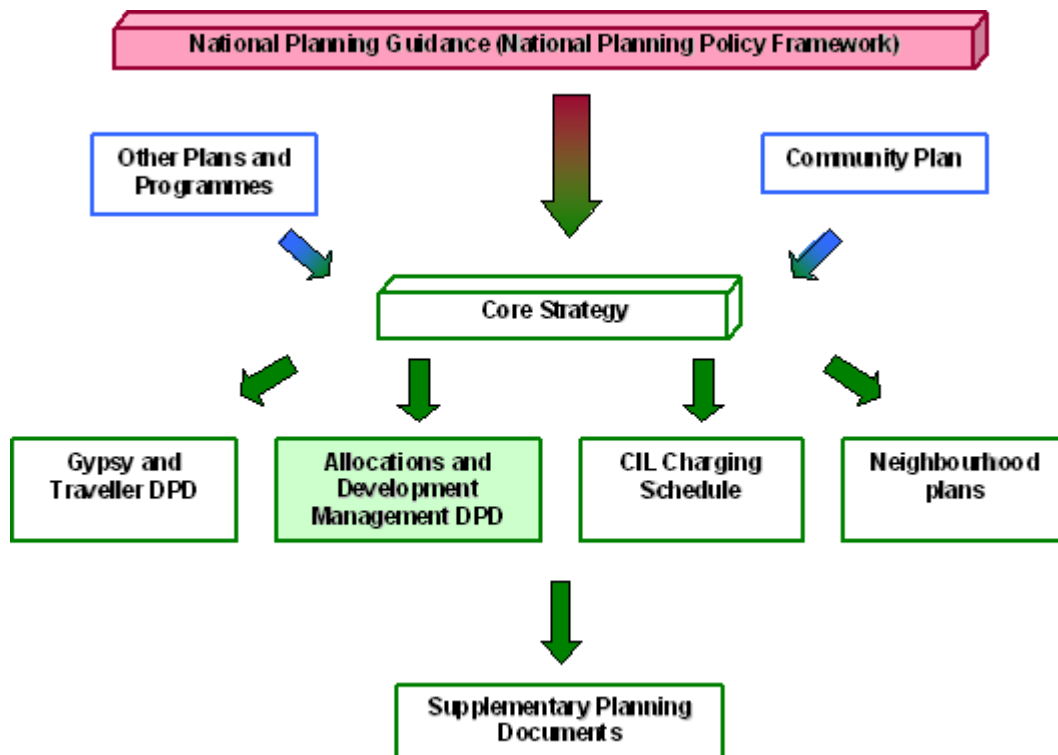 National Planning Guidance (National Planning Policy Framework)
Other Plans and
Programmes
Community Plan
Core Strategy
Gypsy and
Traveller DPD
Allocations and
Development
Management DPD
CIL Charging
Schedule
Neighbourhood
plans
Supplementary Planning
Documents